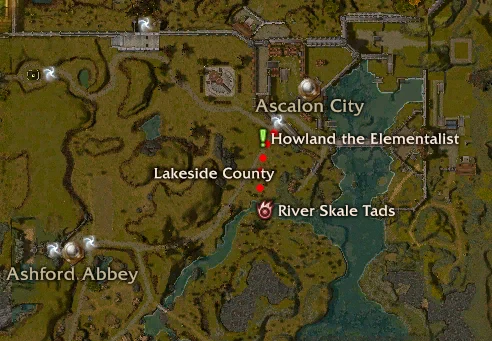 Ascalon City
Howland the Elementalist
Lakeside County
River Skale Tads
Ashford Abbey